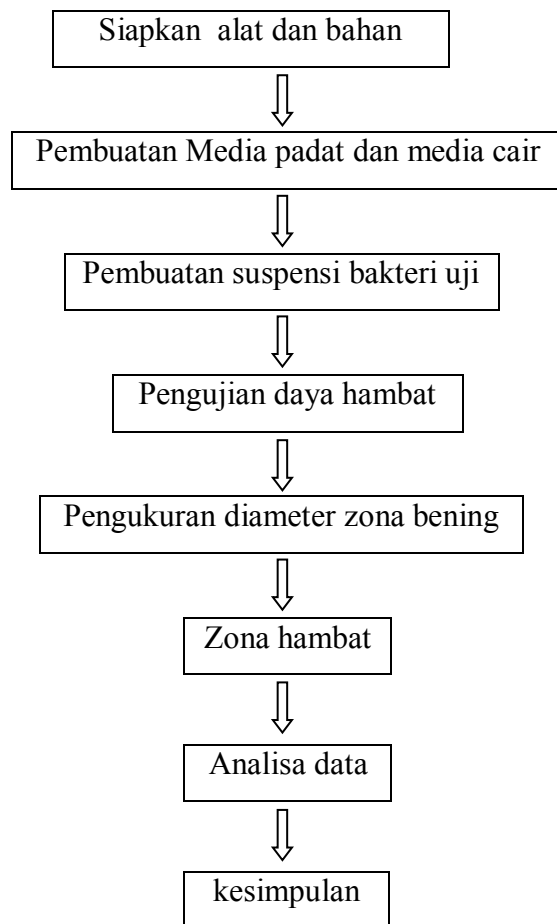 Siapkan alat dan bahan
Pembuatan Media padat dan media cair
Pembuatan suspensi bakteri uji
Pengujian daya hambat
Pengukuran diameter zona bening
Zona hambat
Analisa data
kesimpulan